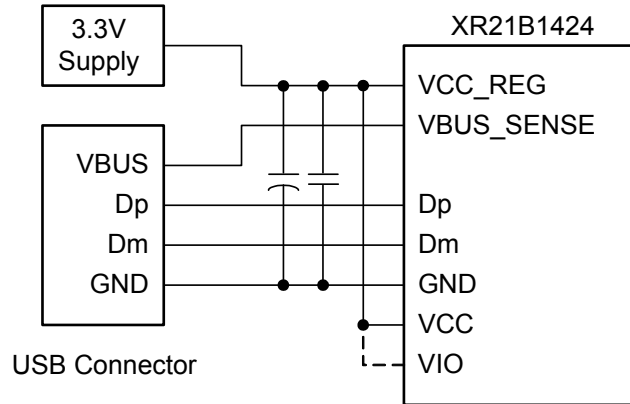 3.3V
Supply
XR21B1424
VCC_REG
VBUS_SENSE
VBUS
Dp
Dp
Dm
Dm
GND
GND
VCC
VIO
USB Connector